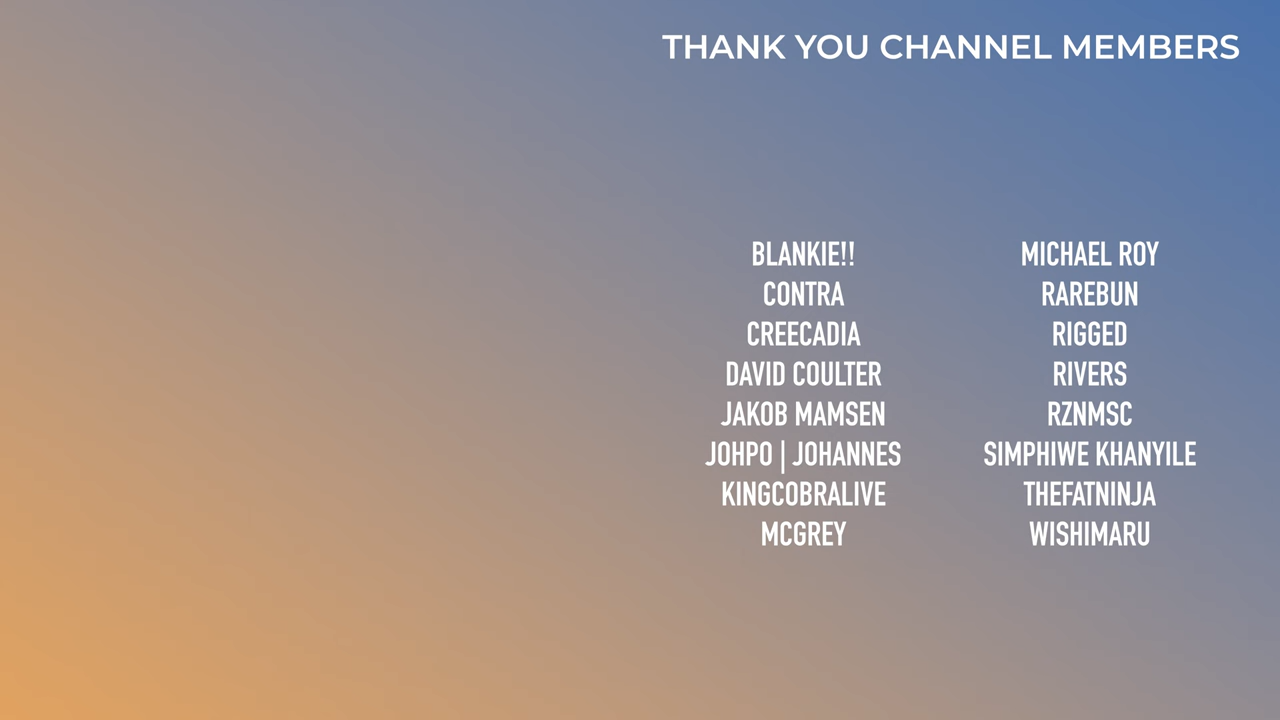 THANK YOU CHANNEL MEMBERS
BLANKIE!!
CONTRA
CREECADIA
DAVID COULTER
JAKOB MAMSEN
JOHPO | JOHANNES
KINGCOBRALIVE
MCGREY
MICHAEL ROY
RAREBUN
RIGGED
RIVERS
RZNMSC
SIMPHIWE KHANYILE
THEFATNINJA
WISHIMARU